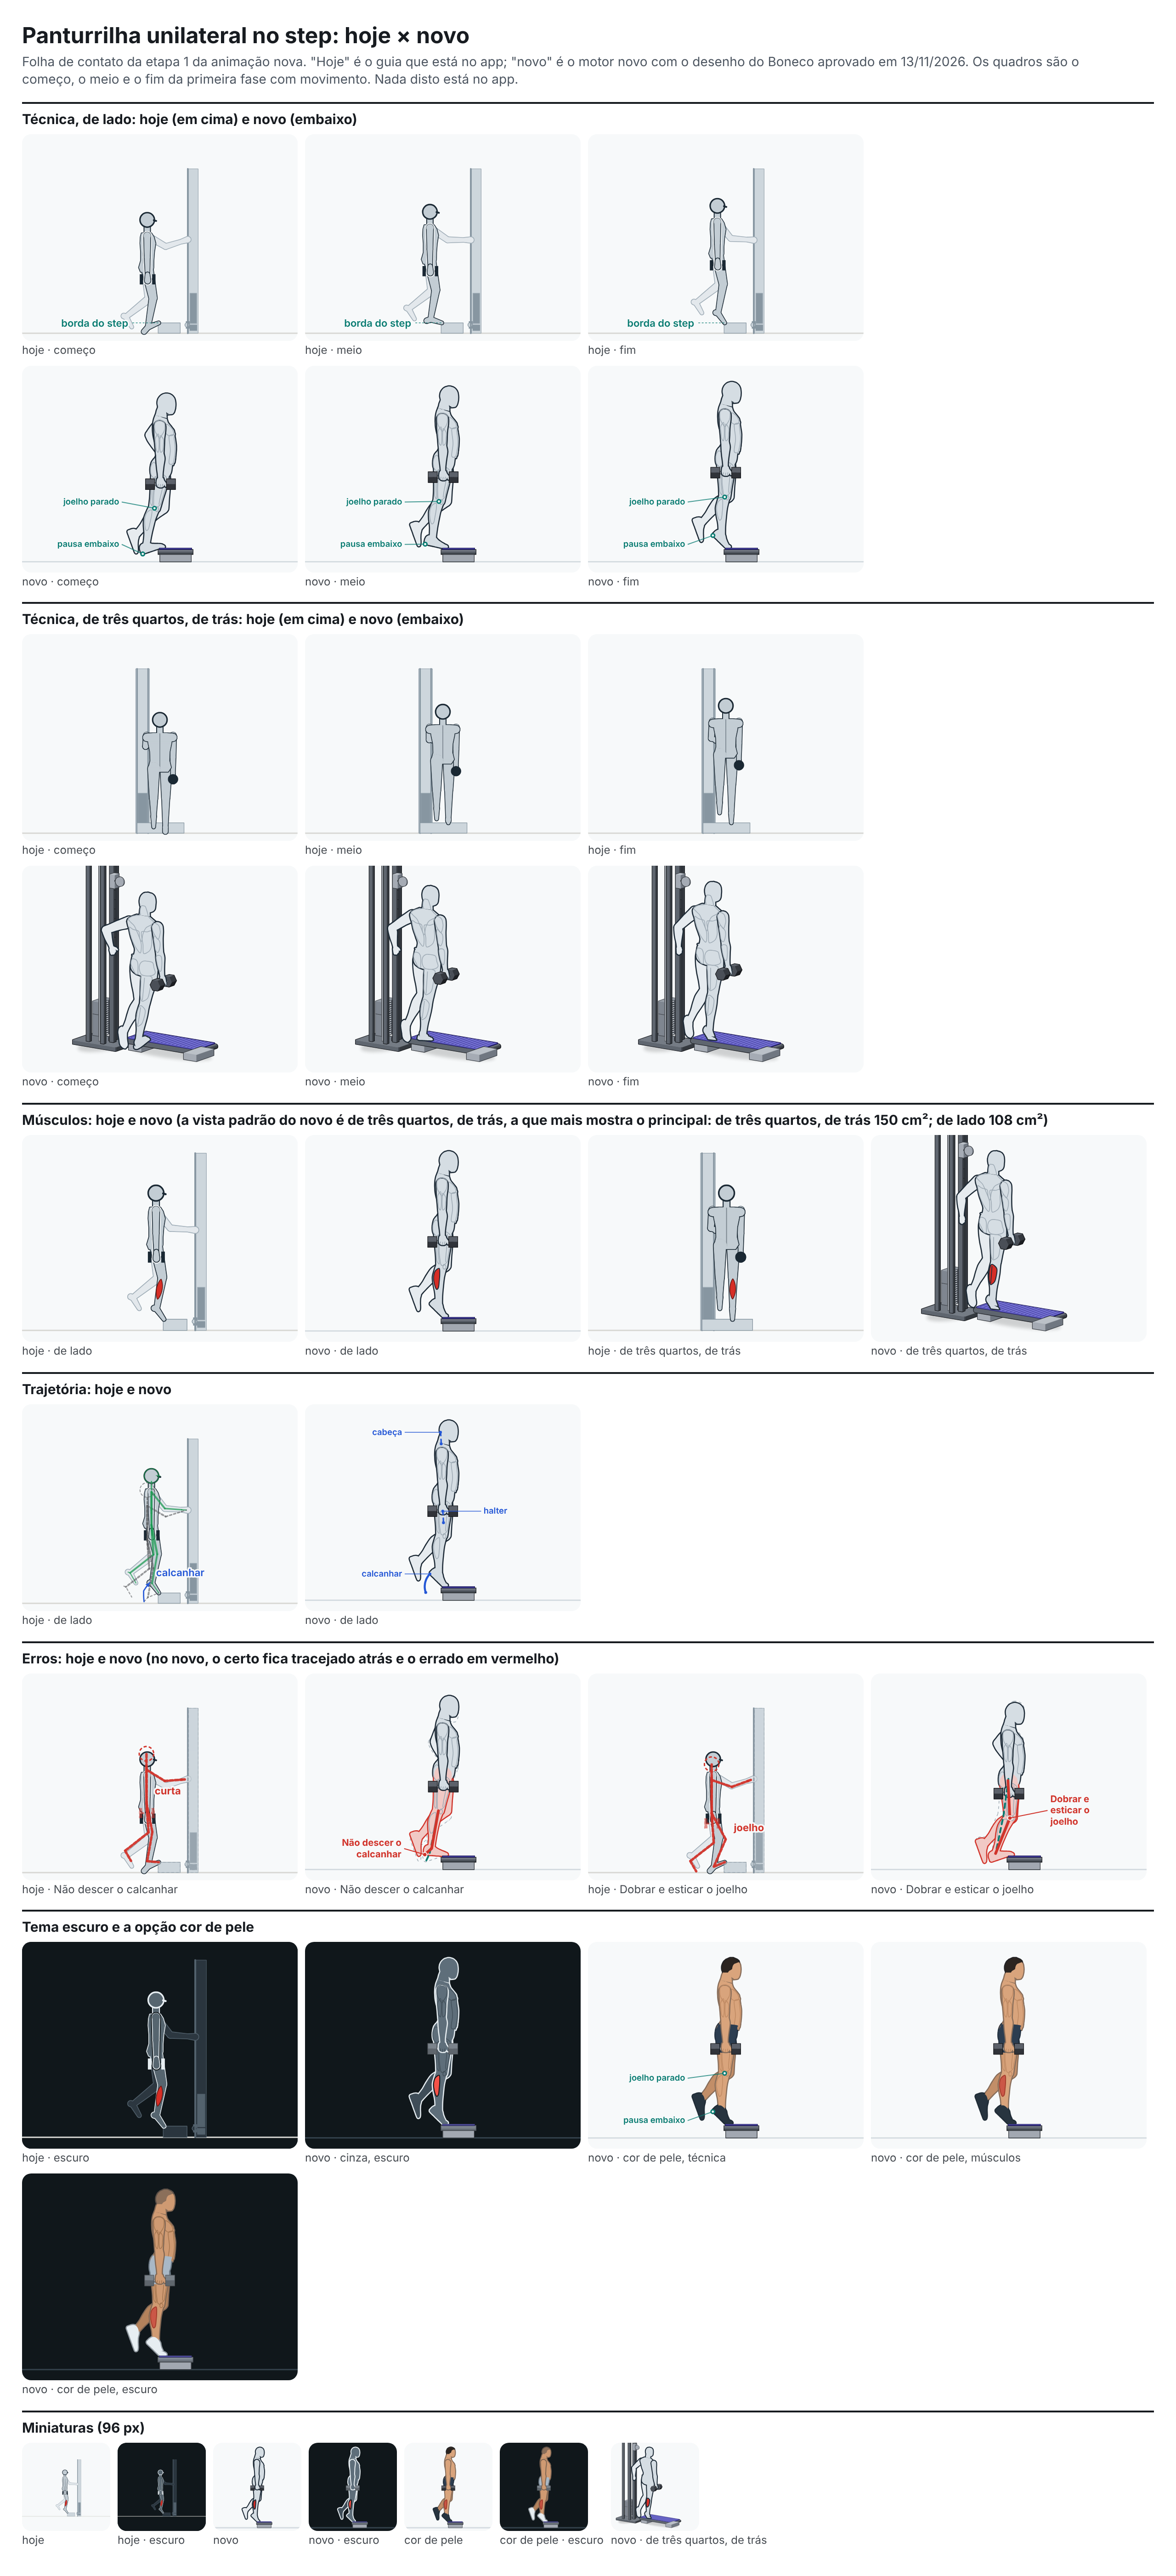 Panturrilha unilateral no step: hoje × novo
Folha de contato da etapa 1 da animação nova. "Hoje" é o guia que está no app; "novo" é o motor novo com o desenho do Boneco aprovado em 13/11/2026. Os quadros são o
começo, o meio e o fim da primeira fase com movimento. Nada disto está no app.
Técnica, de lado: hoje (em cima) e novo (embaixo)
borda do step
borda do step
borda do step
hoje · começo
hoje · meio
hoje · fim
joelho parado
pausa embaixo
joelho parado
pausa embaixo
joelho parado
pausa embaixo
novo · começo
novo · meio
novo · fim
Técnica, de três quartos, de trás: hoje (em cima) e novo (embaixo)
hoje · começo
hoje · meio
hoje · fim
novo · começo
novo · meio
novo · fim
Músculos: hoje e novo (a vista padrão do novo é de três quartos, de trás, a que mais mostra o principal: de três quartos, de trás 150 cm²; de lado 108 cm²)
hoje · de lado
novo · de lado
hoje · de três quartos, de trás
novo · de três quartos, de trás
Trajetória: hoje e novo
calcanhar
cabeça
halter
calcanhar
hoje · de lado
novo · de lado
Erros: hoje e novo (no novo, o certo fica tracejado atrás e o errado em vermelho)
curta
Não descer o
calcanhar
joelho
Dobrar e
esticar o
joelho
hoje · Não descer o calcanhar
novo · Não descer o calcanhar
hoje · Dobrar e esticar o joelho
novo · Dobrar e esticar o joelho
Tema escuro e a opção cor de pele
joelho parado
pausa embaixo
hoje · escuro
novo · cinza, escuro
novo · cor de pele, técnica
novo · cor de pele, músculos
novo · cor de pele, escuro
Miniaturas (96 px)
hoje
hoje · escuro
novo
novo · escuro
cor de pele
cor de pele · escuro
novo · de três quartos, de trás